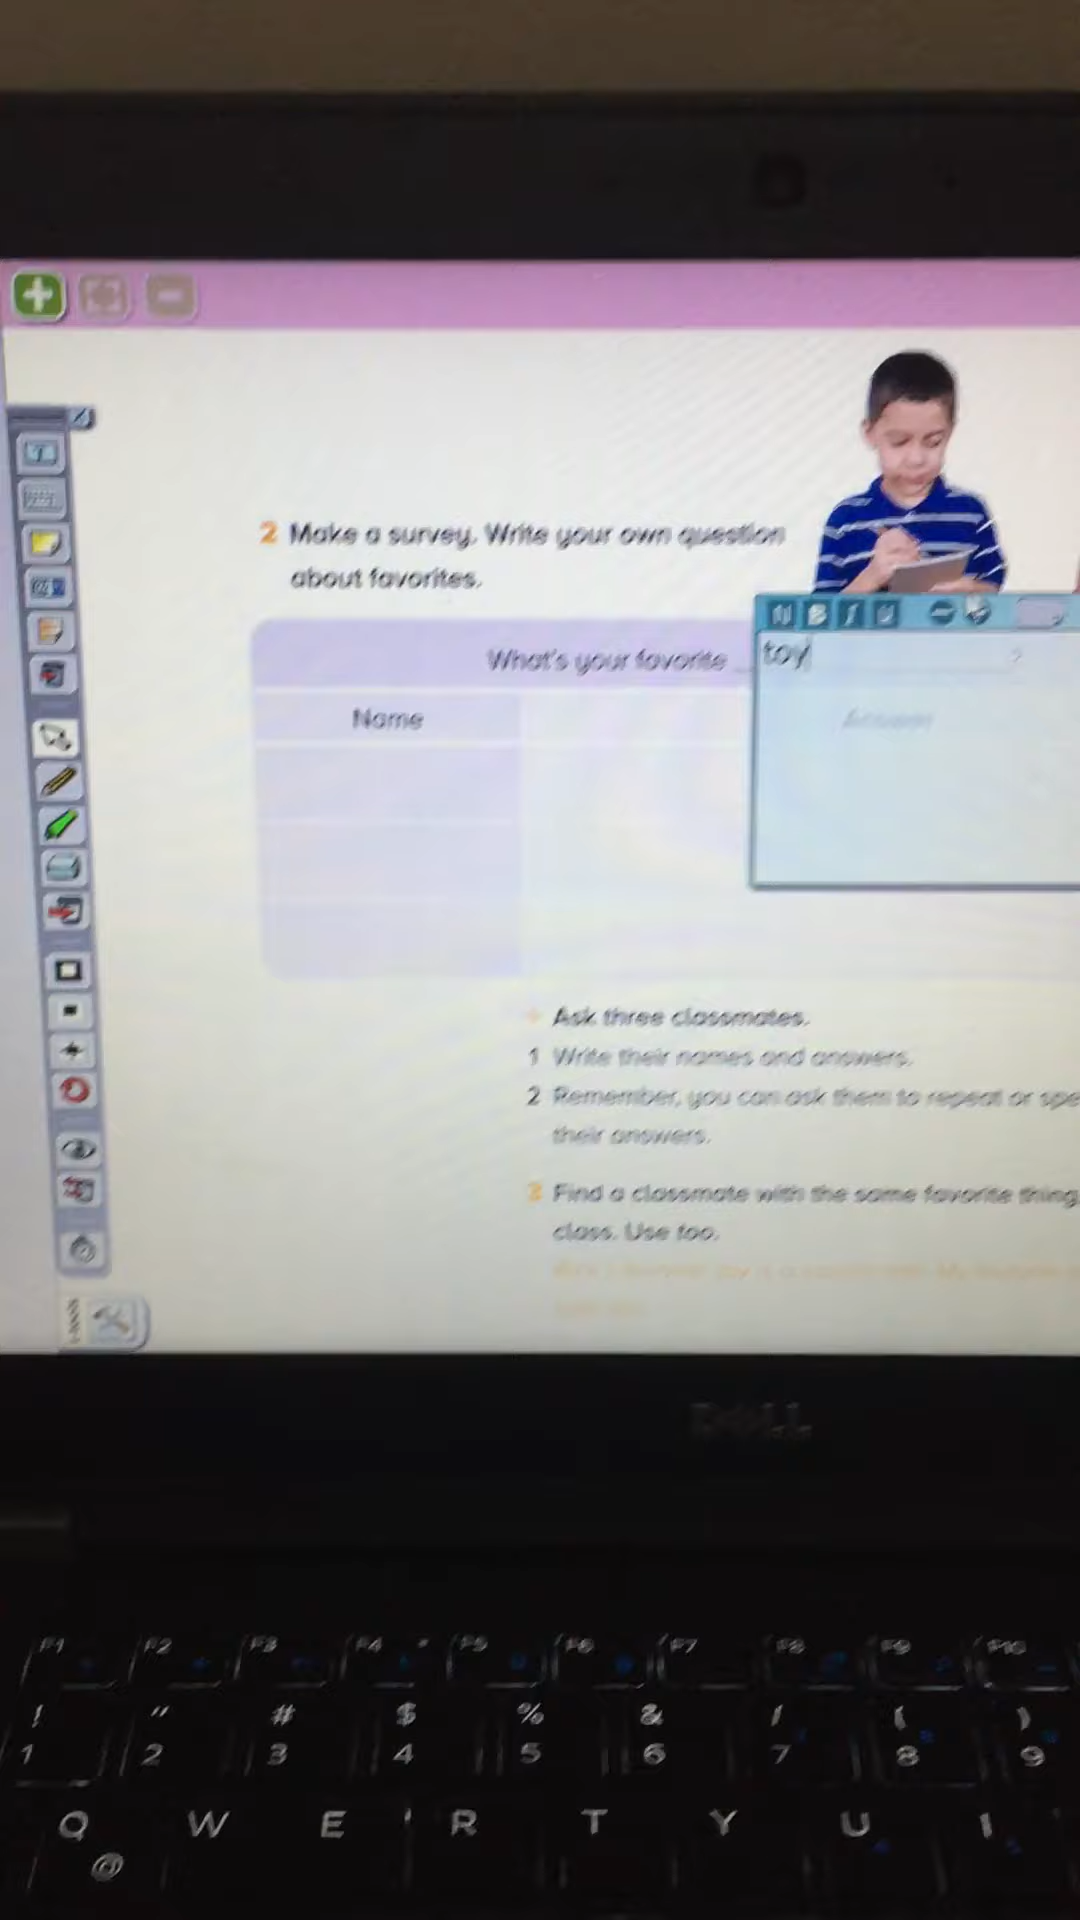 2 Make a survey. Write your own question
about favorites.
What's your favorite toy ?
Name Answer
Ask three classmates.
1 Write their names and answers.
2 Remember, you can ask them to repeat or spe
their answers.
3 Find a classmate with the same favorite thing
class. Use too.
DELL
F1 F2 F3 F4 F5 F6 F7 F8 F9 F10
! " # $ % & / ( )
1 2 3 4 5 6 7 8 9
Q W E R T Y U I
@